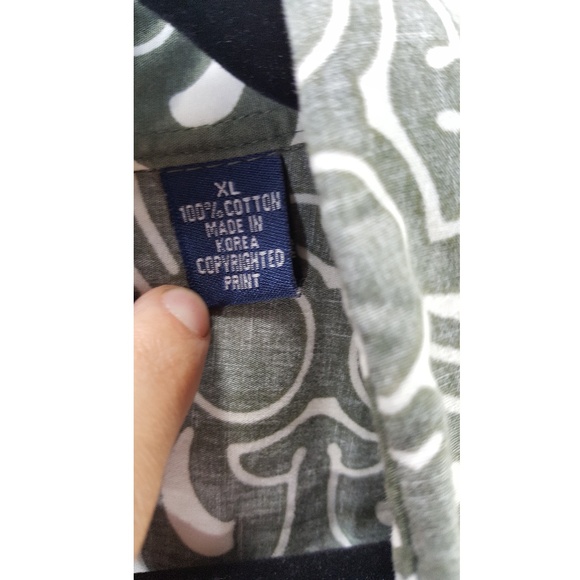 XL
100% COTTON
MADE IN
KOREA
COPYRIGHTED
PRINT